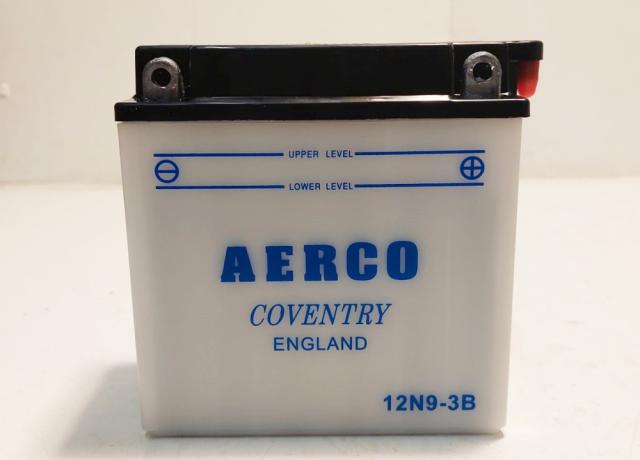 UPPER LEVEL
LOWER LEVEL
AERCO
COVENTRY
ENGLAND
12N9-3B